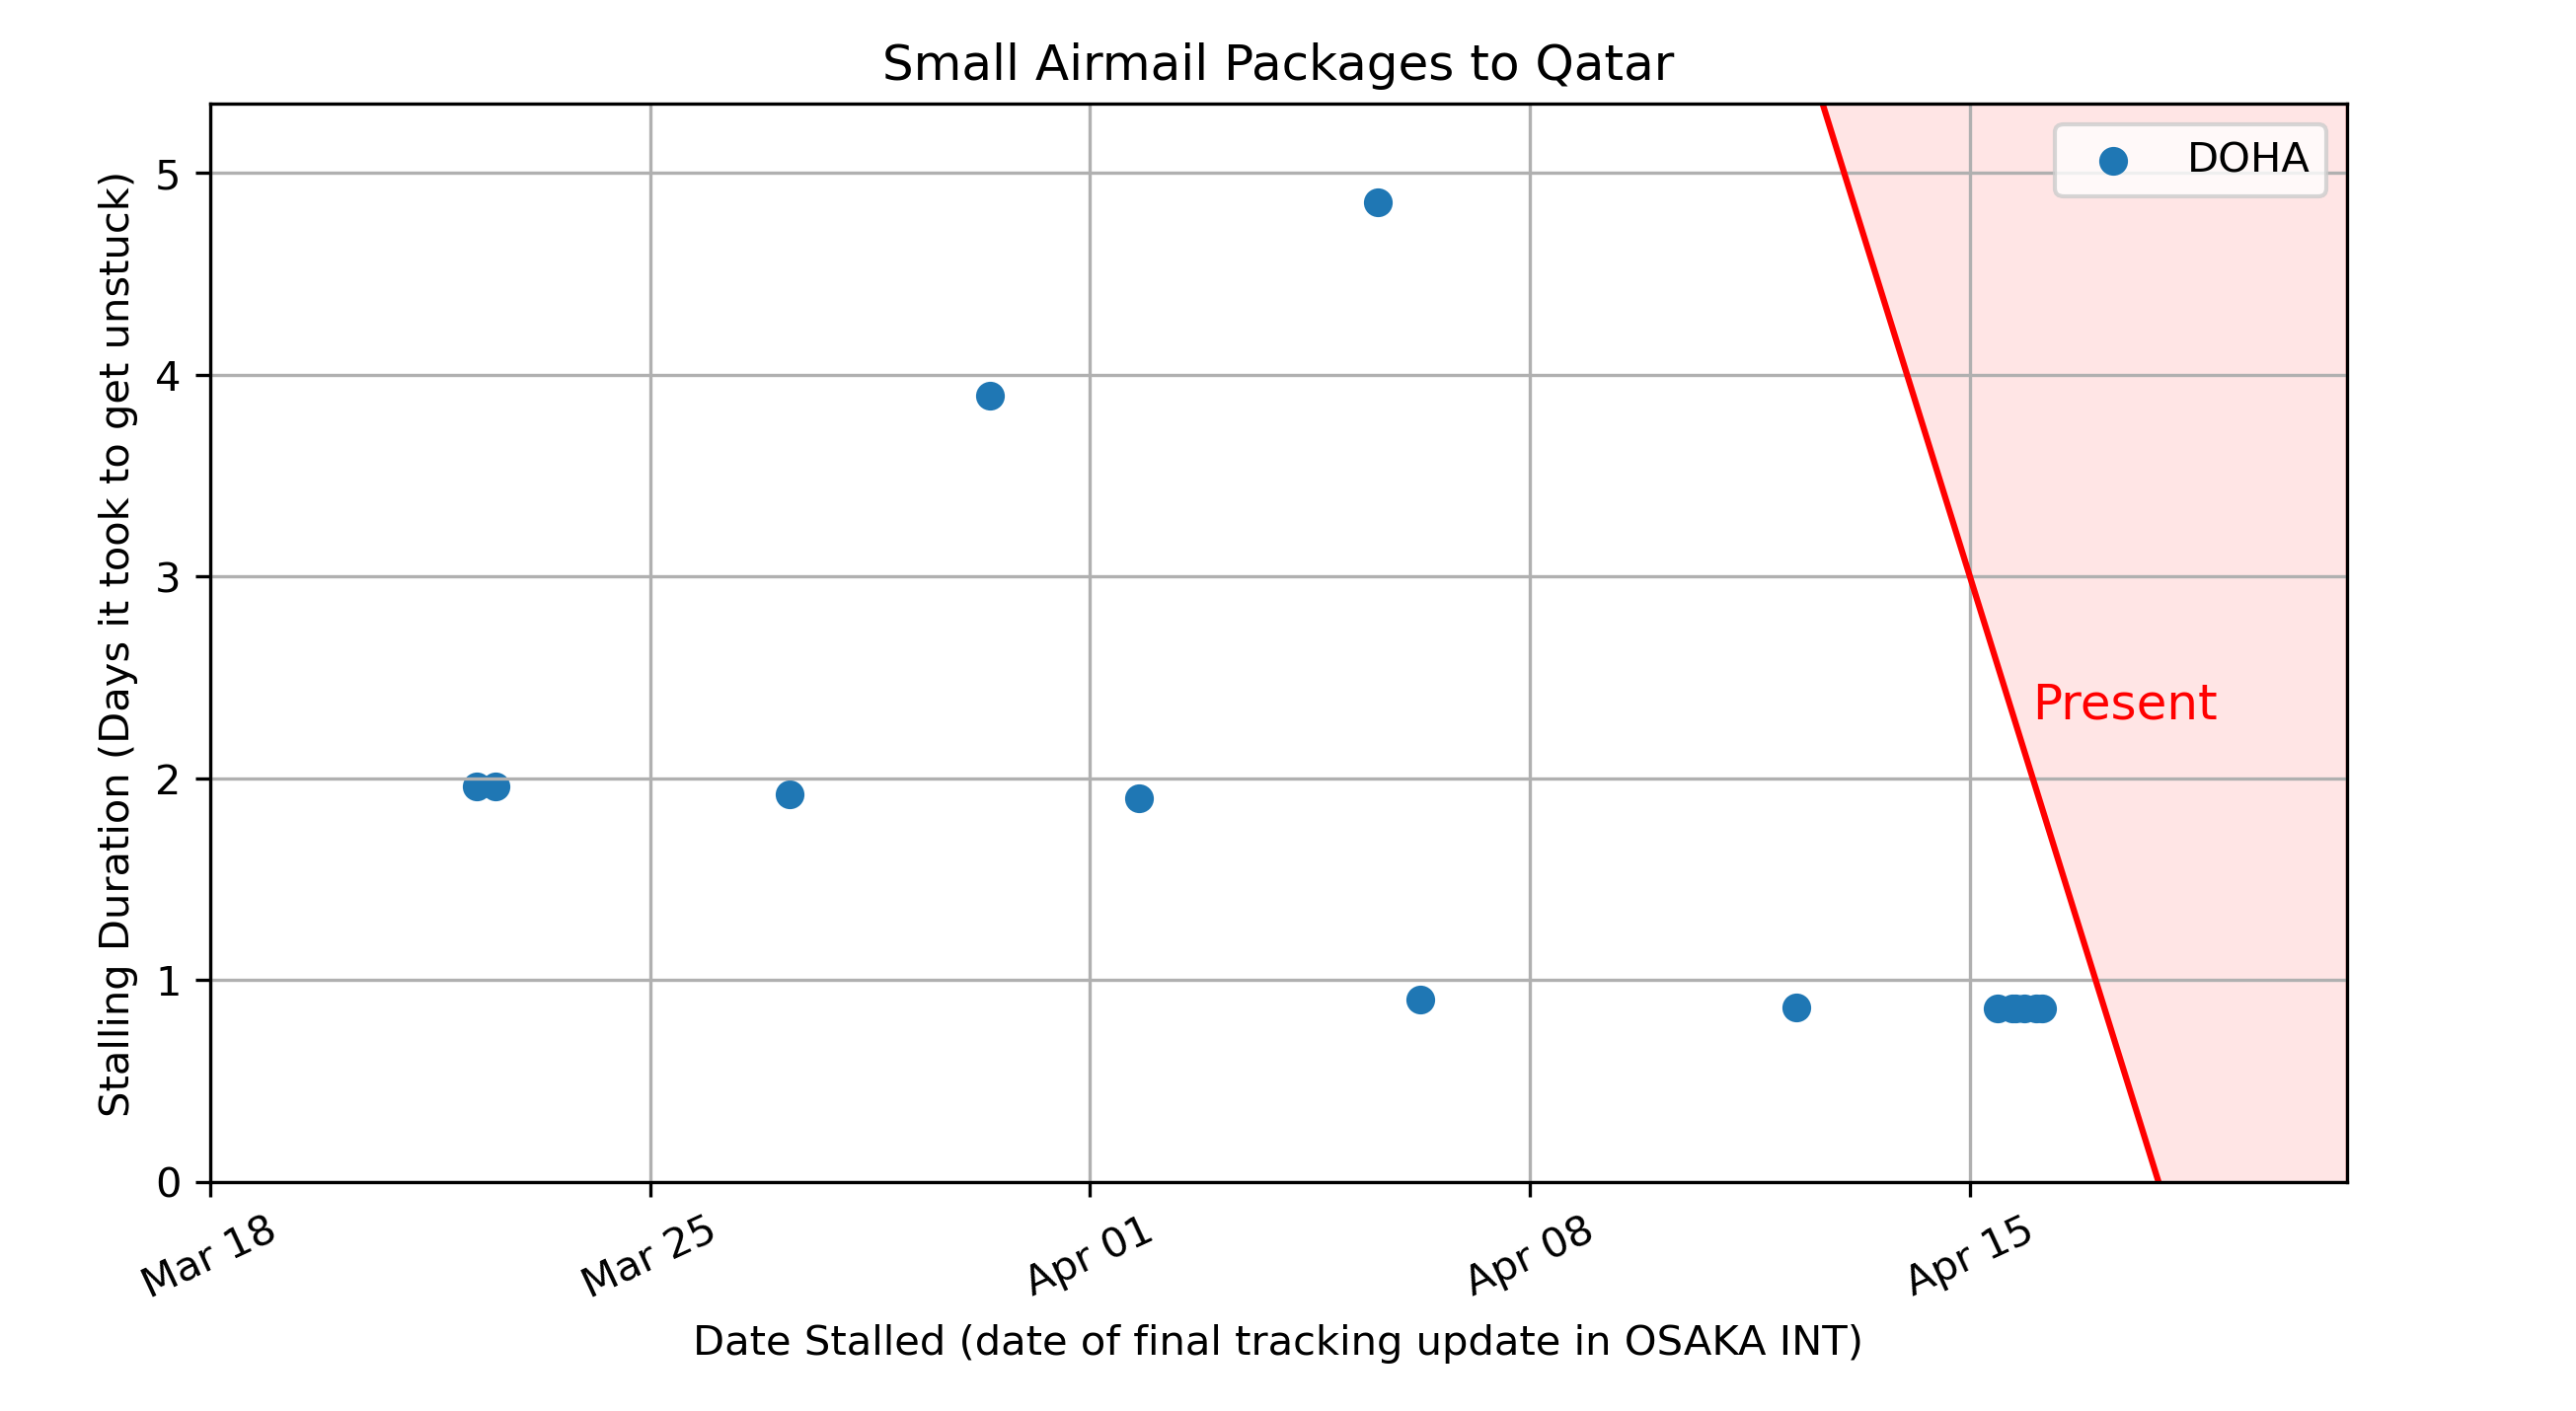 Small Airmail Packages to Qatar
Stalling Duration (Days it took to get unstuck)
5
4
3
2
1
0
DOHA
Present
Mar 18
Mar 25
Apr 01
Apr 08
Apr 15
Date Stalled (date of final tracking update in OSAKA INT)